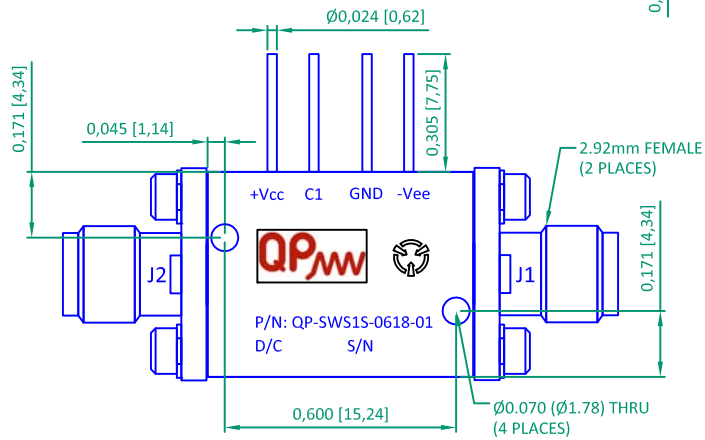 Ø0,024 [0,62]
0,
0,171 [4,34]
0,045 [1,14]
0,305 [7,75]
2.92mm FEMALE
(2 PLACES)
+Vcc C1 GND -Vee
QPMW
0,171 [4,34]
J2
J1
P/N: QP-SWS1S-0618-01
D/C S/N
0,600 [15,24]
Ø0.070 (Ø1.78) THRU
(4 PLACES)